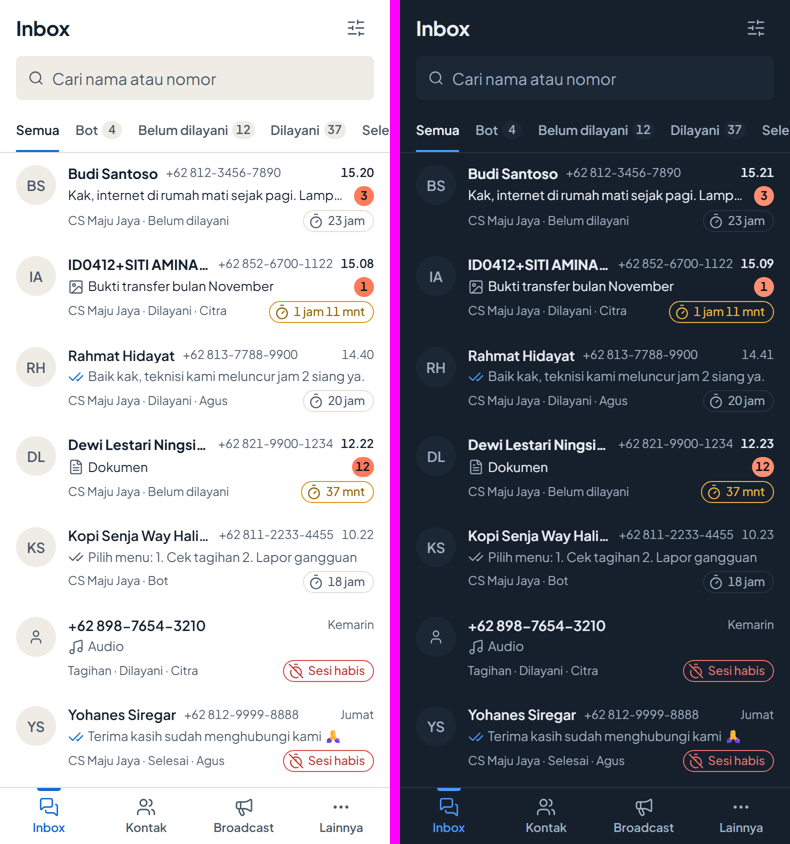 Inbox
Cari nama atau nomor
Semua Bot 4 Belum dilayani 12 Dilayani 37 Sele
BS Budi Santoso +62 812-3456-7890 15.20
Kak, internet di rumah mati sejak pagi. Lamp... 3
CS Maju Jaya · Belum dilayani 23 jam
IA ID0412+SITI AMINA... +62 852-6700-1122 15.08
Bukti transfer bulan November 1
CS Maju Jaya · Dilayani · Citra 1 jam 11 mnt
RH Rahmat Hidayat +62 813-7788-9900 14.40
Baik kak, teknisi kami meluncur jam 2 siang ya.
CS Maju Jaya · Dilayani · Agus 20 jam
DL Dewi Lestari Ningsi... +62 821-9900-1234 12.22
Dokumen 12
CS Maju Jaya · Belum dilayani 37 mnt
KS Kopi Senja Way Hali... +62 811-2233-4455 10.22
Pilih menu: 1. Cek tagihan 2. Lapor gangguan
CS Maju Jaya · Bot 18 jam
+62 898-7654-3210 Kemarin
Audio
Tagihan · Dilayani · Citra Sesi habis
YS Yohanes Siregar +62 812-9999-8888 Jumat
Terima kasih sudah menghubungi kami 🙏
CS Maju Jaya · Selesai · Agus Sesi habis
Inbox Kontak Broadcast Lainnya
Inbox
Cari nama atau nomor
Semua Bot 4 Belum dilayani 12 Dilayani 37 Sele
BS Budi Santoso +62 812-3456-7890 15.21
Kak, internet di rumah mati sejak pagi. Lamp... 3
CS Maju Jaya · Belum dilayani 23 jam
IA ID0412+SITI AMINA... +62 852-6700-1122 15.09
Bukti transfer bulan November 1
CS Maju Jaya · Dilayani · Citra 1 jam 11 mnt
RH Rahmat Hidayat +62 813-7788-9900 14.41
Baik kak, teknisi kami meluncur jam 2 siang ya.
CS Maju Jaya · Dilayani · Agus 20 jam
DL Dewi Lestari Ningsi... +62 821-9900-1234 12.23
Dokumen 12
CS Maju Jaya · Belum dilayani 37 mnt
KS Kopi Senja Way Hali... +62 811-2233-4455 10.23
Pilih menu: 1. Cek tagihan 2. Lapor gangguan
CS Maju Jaya · Bot 18 jam
+62 898-7654-3210 Kemarin
Audio
Tagihan · Dilayani · Citra Sesi habis
YS Yohanes Siregar +62 812-9999-8888 Jumat
Terima kasih sudah menghubungi kami 🙏
CS Maju Jaya · Selesai · Agus Sesi habis
Inbox Kontak Broadcast Lainnya